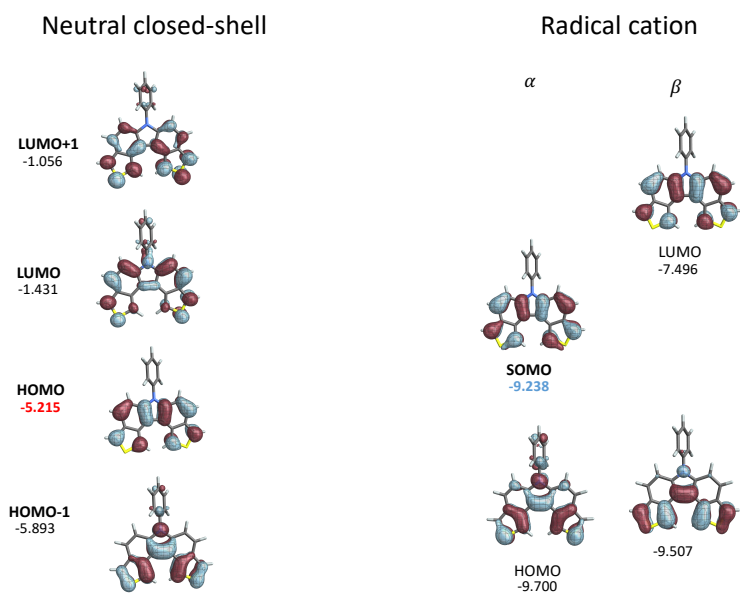 Neutral closed-shell
LUMO+1
-1.056
LUMO
-1.431
HOMO
-5.215
HOMO-1
-5.893
Radical cation
α
β
LUMO
-7.496
SOMO
-9.238
HOMO
-9.700
-9.507